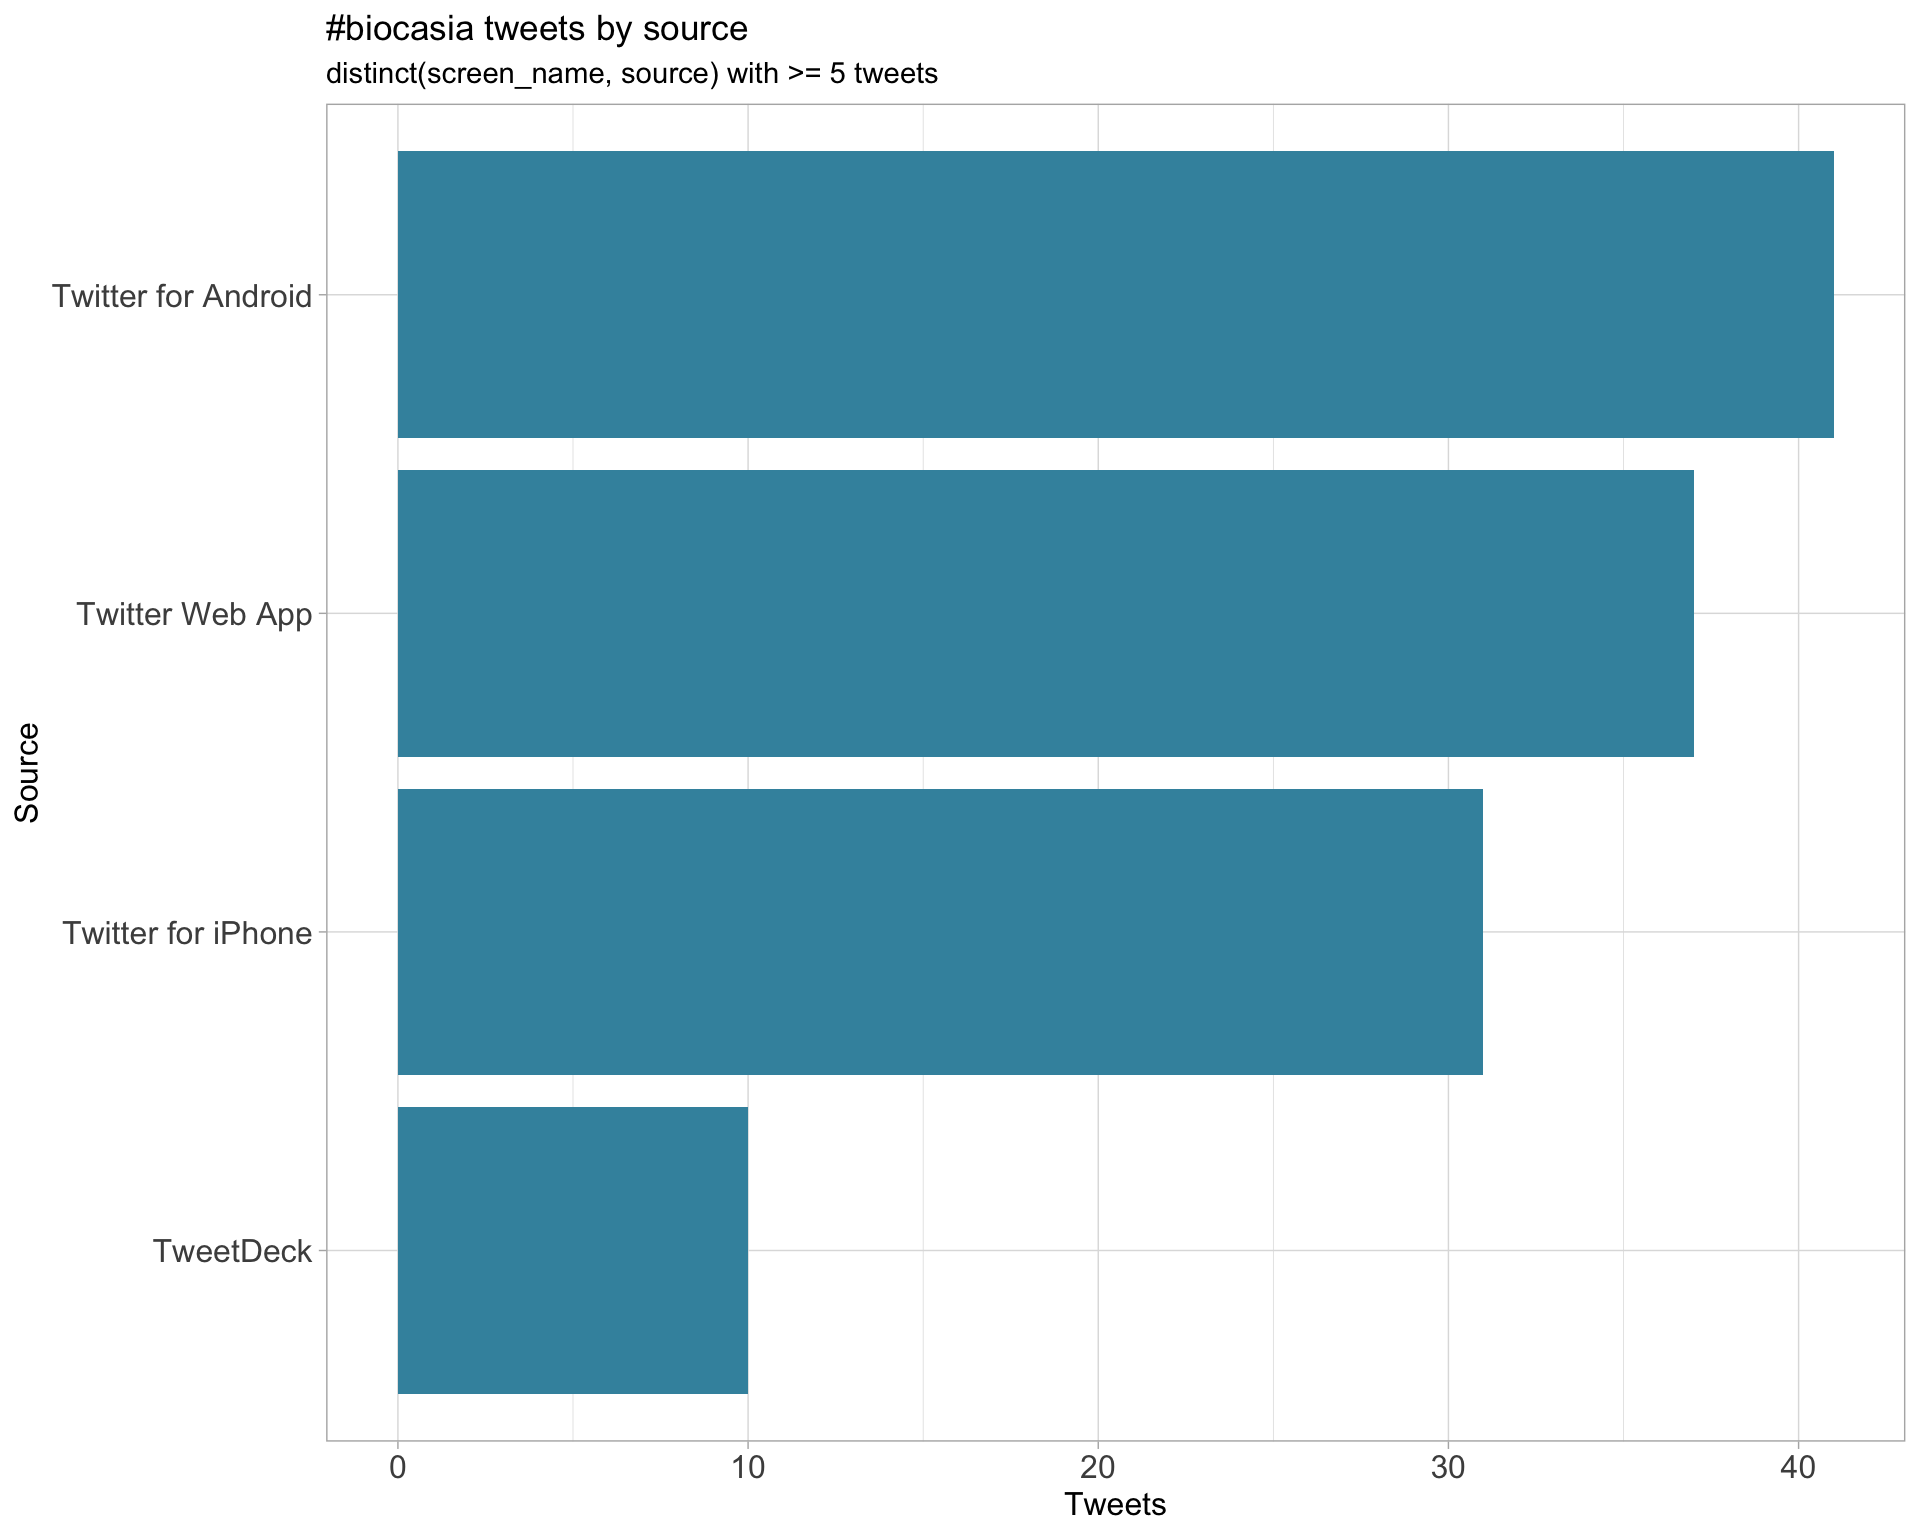 #biocasia tweets by source
distinct(screen_name, source) with >= 5 tweets
Twitter for Android
Twitter Web App
Twitter for iPhone
TweetDeck
Source
0 10 20 30 40
Tweets